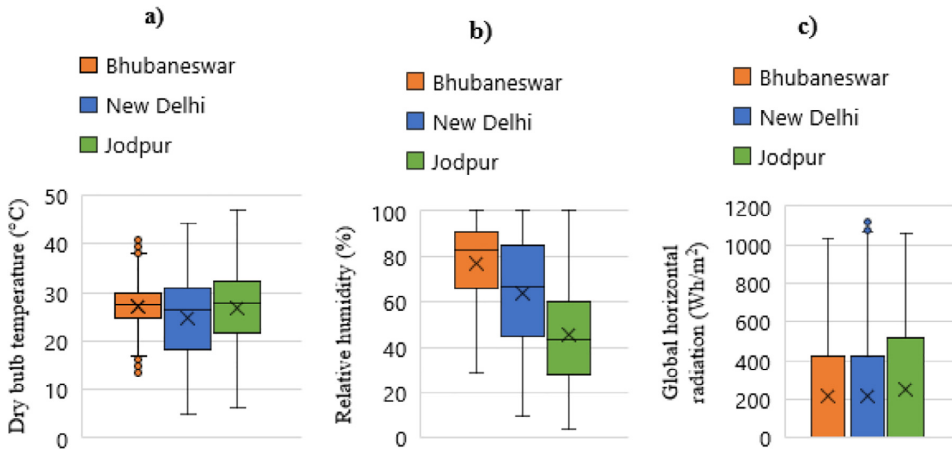 a)
Bhubaneswar
New Delhi
Jodpur
Dry bulb temperature (°C)
50
40
30
20
10
0
b)
Bhubaneswar
New Delhi
Jodpur
Relative humidity (%)
100
80
60
40
20
0
c)
Bhubaneswar
New Delhi
Jodpur
Global horizontal
radiation (Wh/m²)
1200
1000
800
600
400
200
0